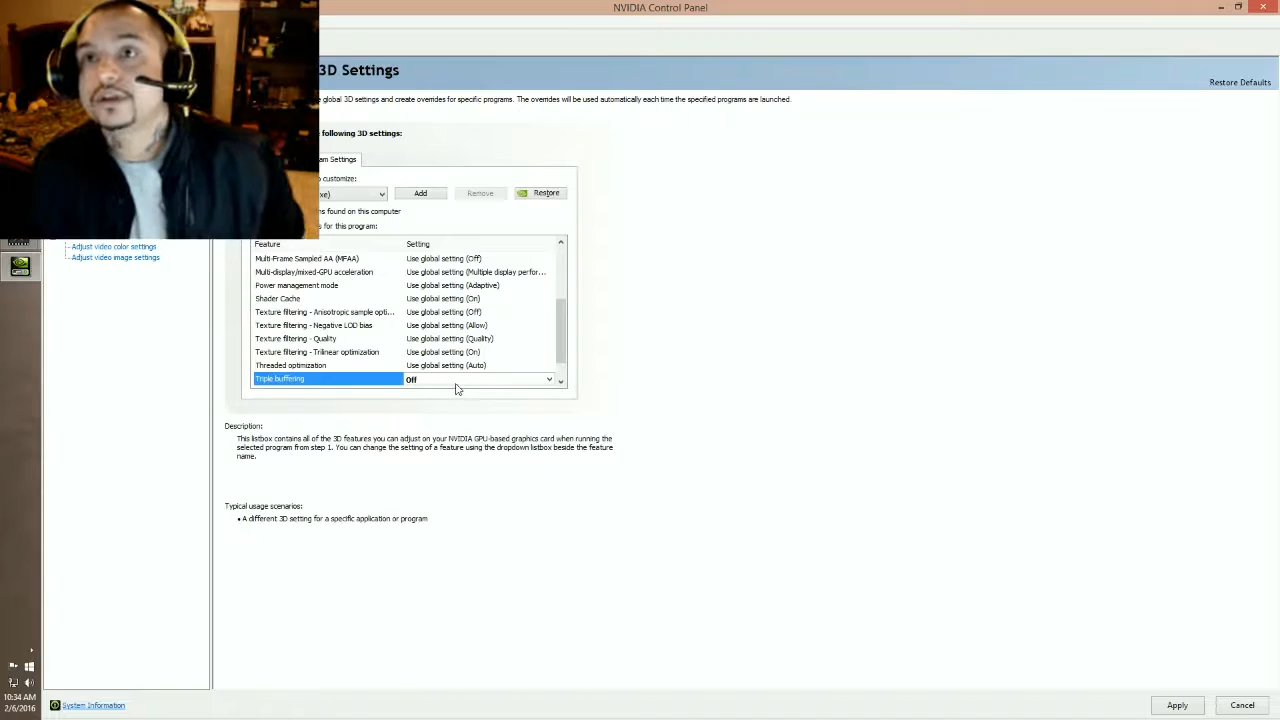 NVIDIA Control Panel
3D Settings
Restore Defaults
global 3D settings and create overrides for specific programs. The overrides will be used automatically each time the specified programs are launched.
following 3D settings:
am Settings
o customize:
xe)
Add
Remove
Restore
ns found on this computer
s for this program:
Adjust video color settings
Adjust video image settings
Feature Setting
Multi-Frame Sampled AA (MFAA) Use global setting (Off)
Multi-display/mixed-GPU acceleration Use global setting (Multiple display perfor...
Power management mode Use global setting (Adaptive)
Shader Cache Use global setting (On)
Texture filtering - Anisotropic sample opti... Use global setting (Off)
Texture filtering - Negative LOD bias Use global setting (Allow)
Texture filtering - Quality Use global setting (Quality)
Texture filtering - Trilinear optimization Use global setting (On)
Threaded optimization Use global setting (Auto)
Triple buffering Off
Description:
This listbox contains all of the 3D features you can adjust on your NVIDIA GPU-based graphics card when running the
selected program from step 1. You can change the setting of a feature using the dropdown listbox beside the feature
name.
Typical usage scenarios:
• A different 3D setting for a specific application or program
10:34 AM
2/6/2016
System Information
Apply
Cancel